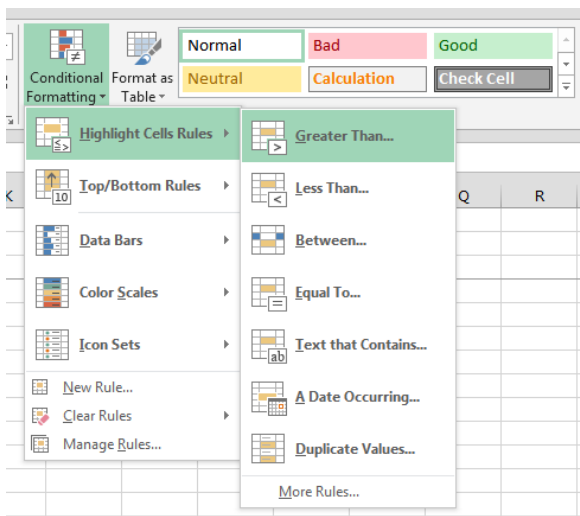 Conditional Formatting
Format as Table
Normal
Bad
Good
Neutral
Calculation
Check Cell
Highlight Cells Rules
Top/Bottom Rules
10
Data Bars
Color Scales
Icon Sets
New Rule...
Clear Rules
Manage Rules...
Greater Than...
Less Than...
Between...
Equal To...
Text that Contains...
ab
A Date Occurring...
Duplicate Values...
More Rules...
K
Q
R